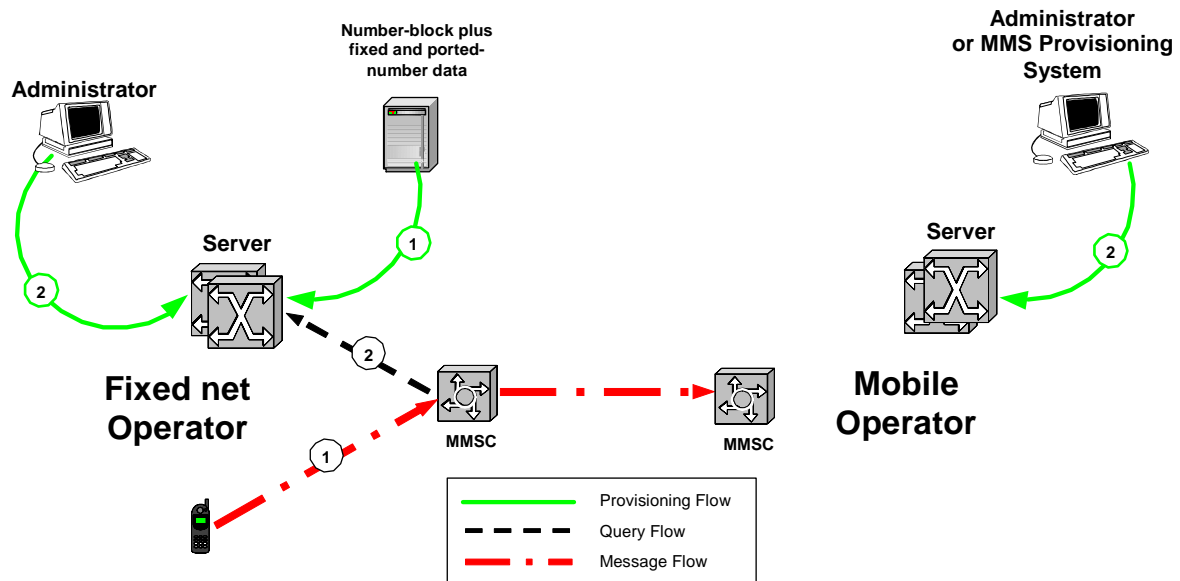 Number-block plus
fixed and ported-
number data
Administrator
or MMS Provisioning
System
Administrator
Server
1
2
Server
2
2
Fixed net
Operator
Mobile
Operator
MMSC
MMSC
1
Provisioning Flow
Query Flow
Message Flow